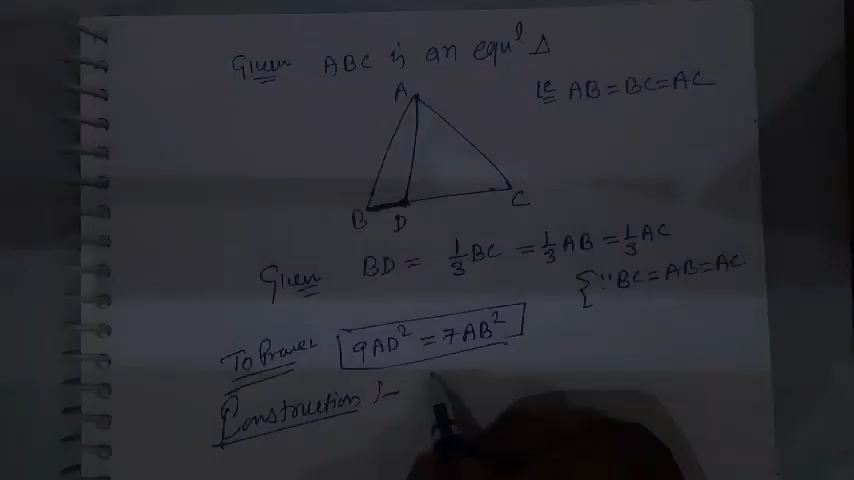 Given ABC is an equl Δ
ie AB=BC=AC
A
B
D
C
Given BD = 1/3 BC = 1/3 AB = 1/3 AC
{∵ BC=AB=AC
To Prove:- 9AD² = 7AB²
Construction :-